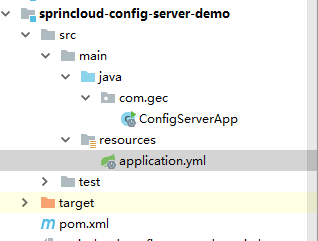 sprincloud-config-server-demo
src
main
java
com.gec
ConfigServerApp
resources
application.yml
test
target
pom.xml